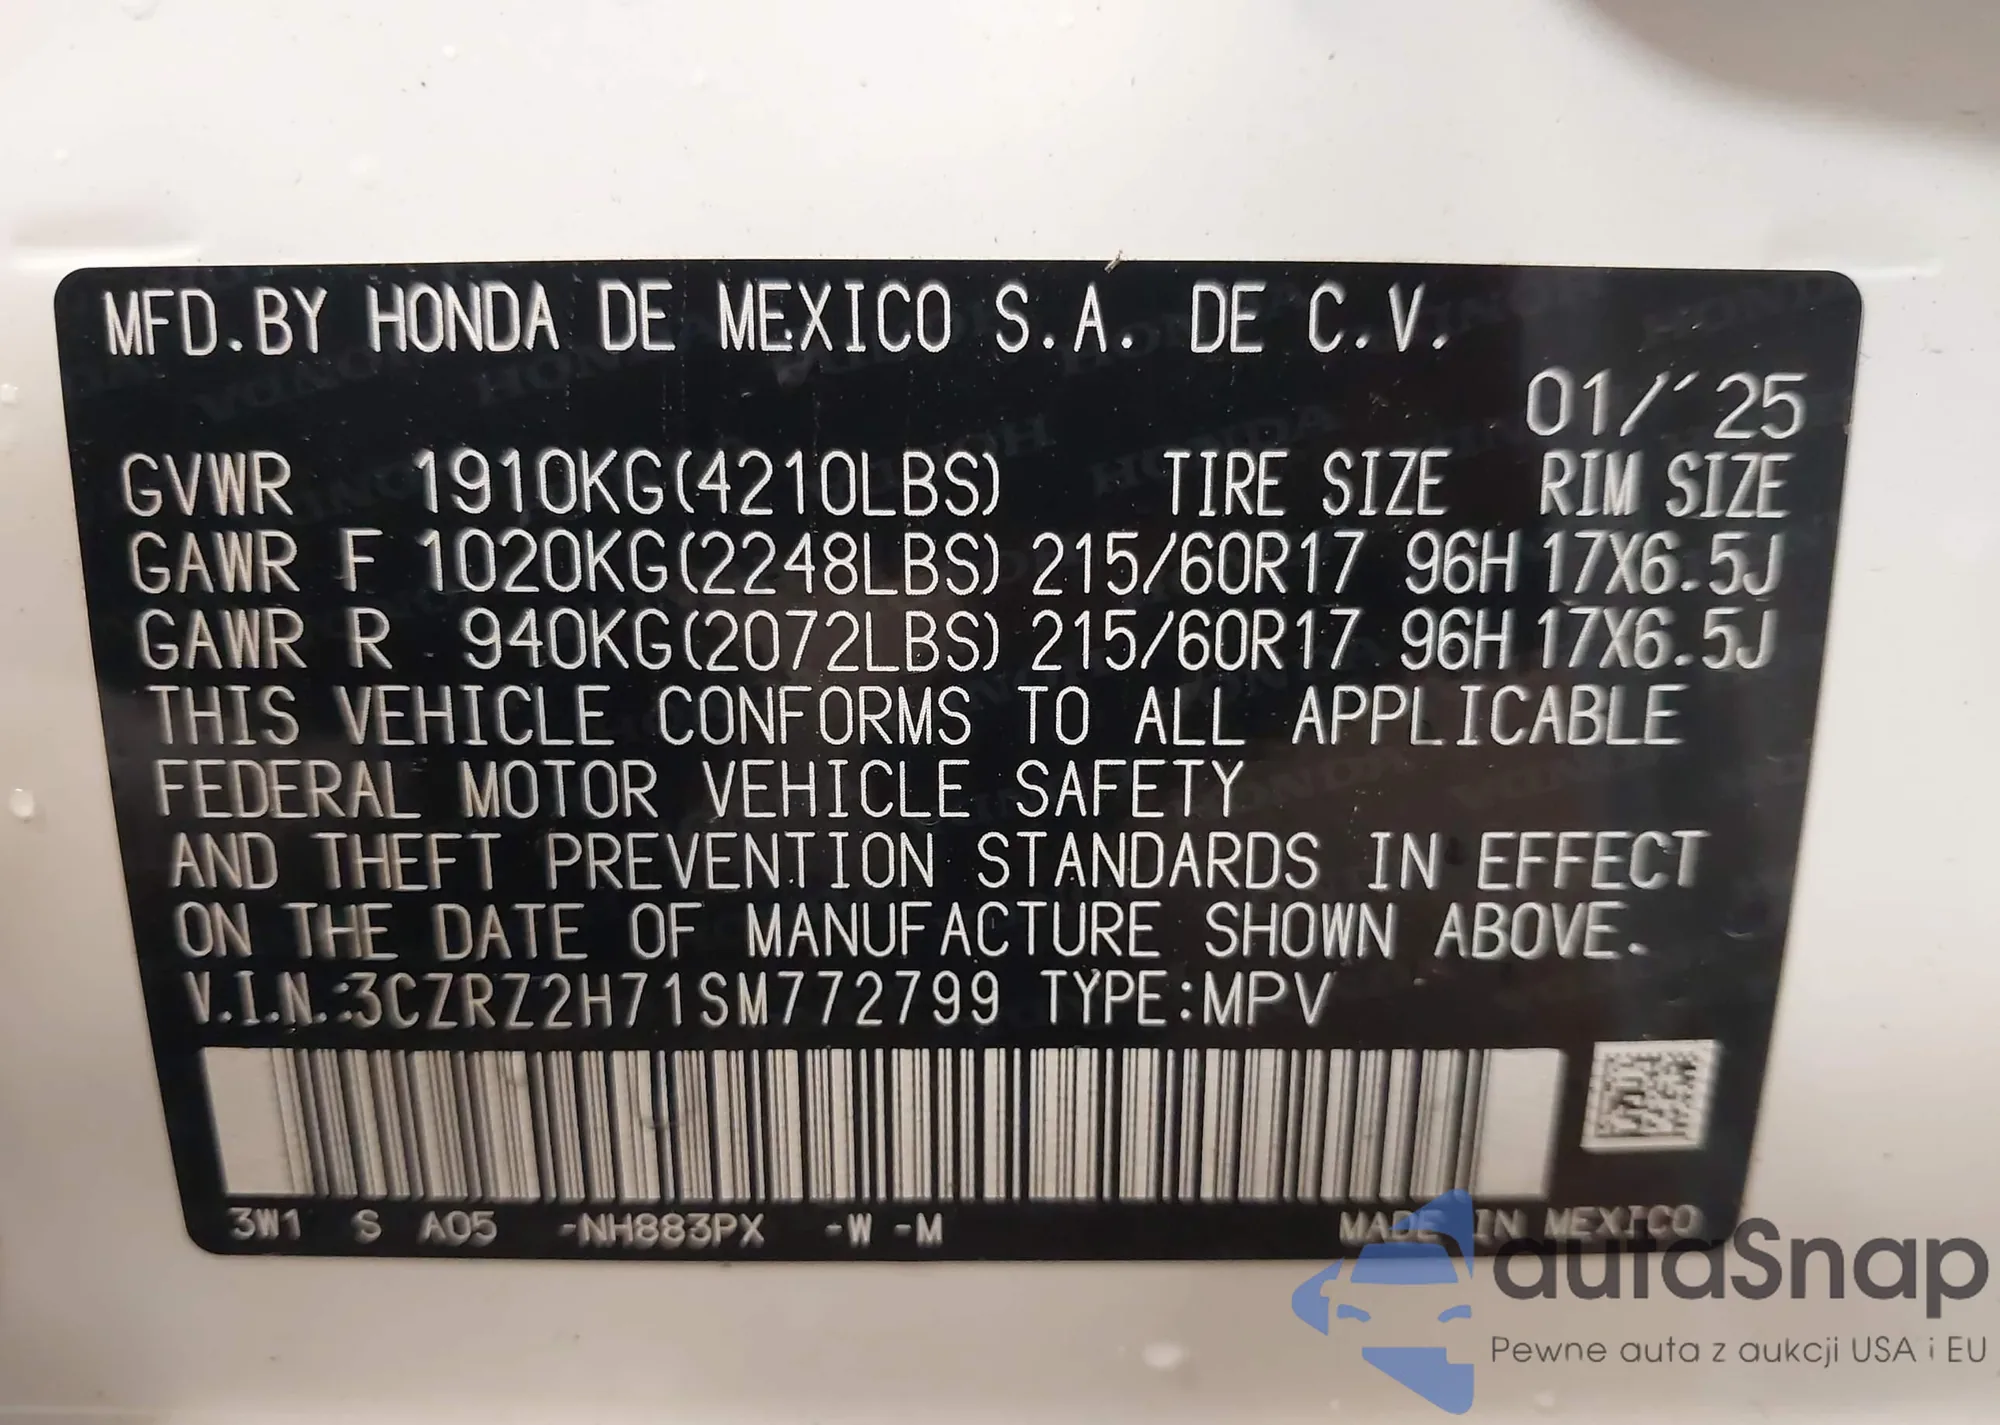 MFD.BY HONDA DE MEXICO S.A. DE C.V.
01/'25
GVWR 1910KG(4210LBS) TIRE SIZE RIM SIZE
GAWR F 1020KG(2248LBS) 215/60R17 96H 17X6.5J
GAWR R 940KG(2072LBS) 215/60R17 96H 17X6.5J
THIS VEHICLE CONFORMS TO ALL APPLICABLE
FEDERAL MOTOR VEHICLE SAFETY
AND THEFT PREVENTION STANDARDS IN EFFECT
ON THE DATE OF MANUFACTURE SHOWN ABOVE.
V.I.N.:3CZRZ2H71SM772799 TYPE:MPV
3W1 S A05 -NH883PX -W -M MADE IN MEXICO
autaSnap
Pewne auta z aukcji USA i EU